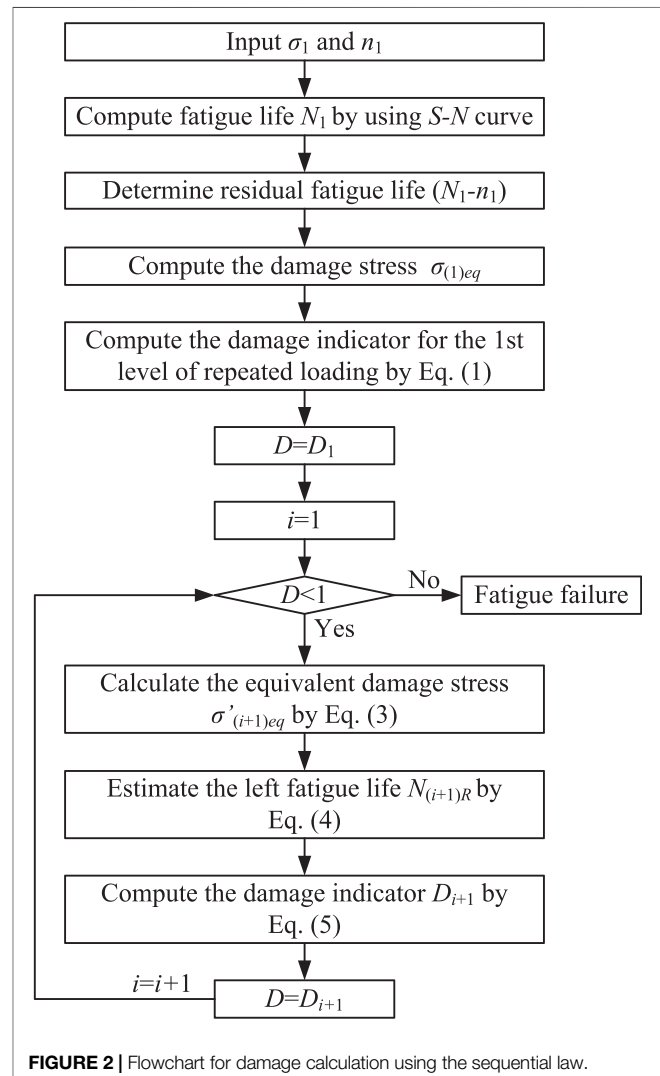 Input σ1 and n1
Compute fatigue life N1 by using S-N curve
Determine residual fatigue life (N1-n1)
Compute the damage stress σ(1)eq
Compute the damage indicator for the 1st
level of repeated loading by Eq. (1)
D=D1
i=1
D<1
No
Fatigue failure
Yes
Calculate the equivalent damage stress
σ’(i+1)eq by Eq. (3)
Estimate the left fatigue life N(i+1)R by
Eq. (4)
Compute the damage indicator Di+1 by
Eq. (5)
i=i+1
D=Di+1
FIGURE 2 | Flowchart for damage calculation using the sequential law.